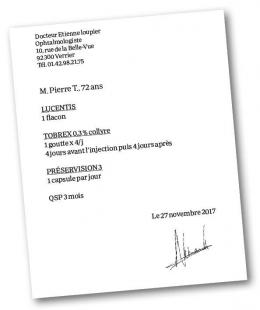 Docteur Etienne loupier
Ophtalmologiste
10, rue de la Belle-Vue
92300 Verrier
Tél. 01.42.98.21.75
M. Pierre T., 72 ans
LUCENTIS
1 flacon
TOBREX 0,3 % collyre
1 goutte x 4/j
4 jours avant l'injection puis 4 jours après
PRÉSERVISION 3
1 capsule par jour
QSP 3 mois
Le 27 novembre 2017